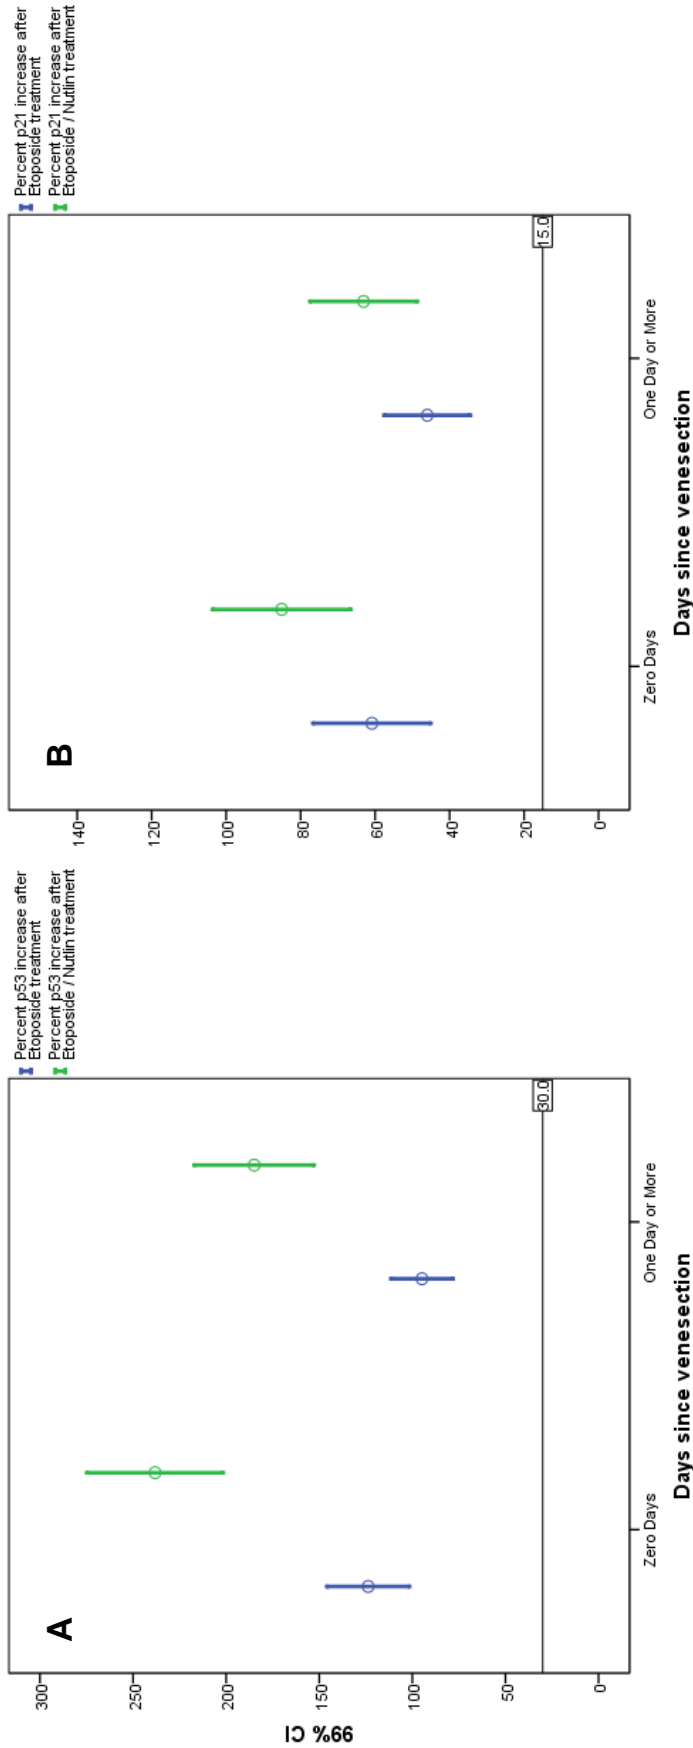 A
Percent p53 increase after
Etoposide treatment
Percent p53 increase after
Etoposide / Nutlin treatment
99% CI
300
250
200
150
100
50
0
30.0
Zero Days
One Day or More
Days since venesection
B
Percent p21 increase after
Etoposide treatment
Percent p21 increase after
Etoposide / Nutlin treatment
140
120
100
80
60
40
20
0
15.0
Zero Days
One Day or More
Days since venesection